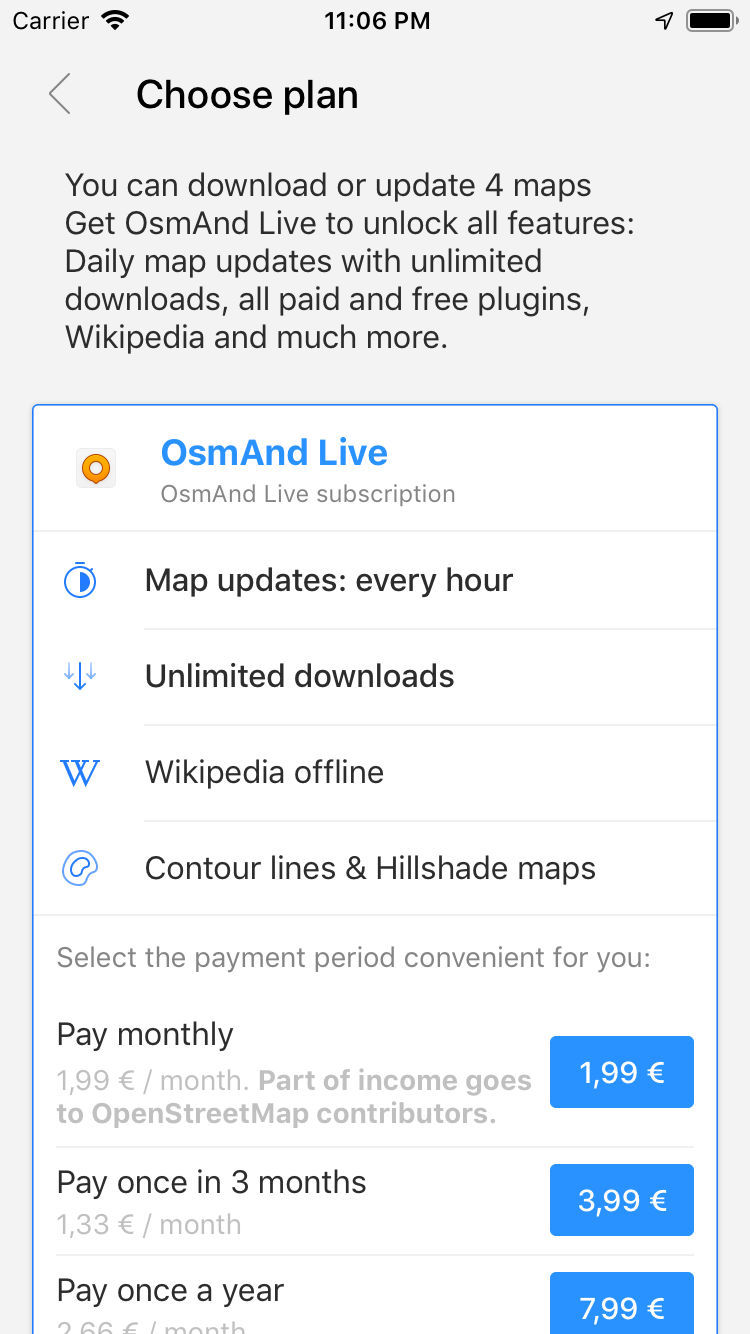 Carrier 11:06 PM
Choose plan
You can download or update 4 maps
Get OsmAnd Live to unlock all features:
Daily map updates with unlimited
downloads, all paid and free plugins,
Wikipedia and much more.
OsmAnd Live
OsmAnd Live subscription
Map updates: every hour
Unlimited downloads
W
Wikipedia offline
Contour lines & Hillshade maps
Select the payment period convenient for you:
Pay monthly
1,99 € / month. Part of income goes
to OpenStreetMap contributors.
1,99 €
Pay once in 3 months
1,33 € / month
3,99 €
Pay once a year
2,66 € / month
7,99 €